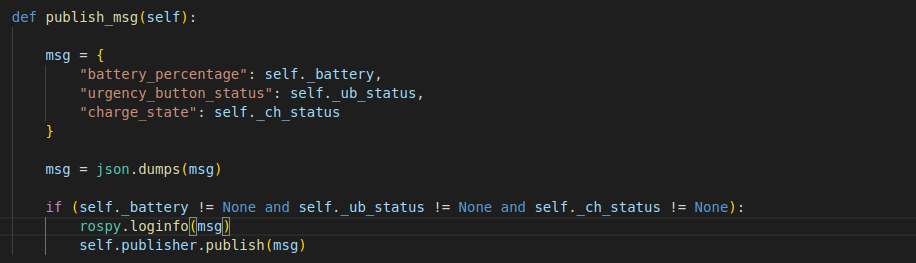 def publish_msg(self):
msg = {
"battery_percentage": self._battery,
"urgency_button_status": self._ub_status,
"charge_state": self._ch_status
}
msg = json.dumps(msg)
if (self._battery != None and self._ub_status != None and self._ch_status != None):
rospy.loginfo(msg)
self.publisher.publish(msg)